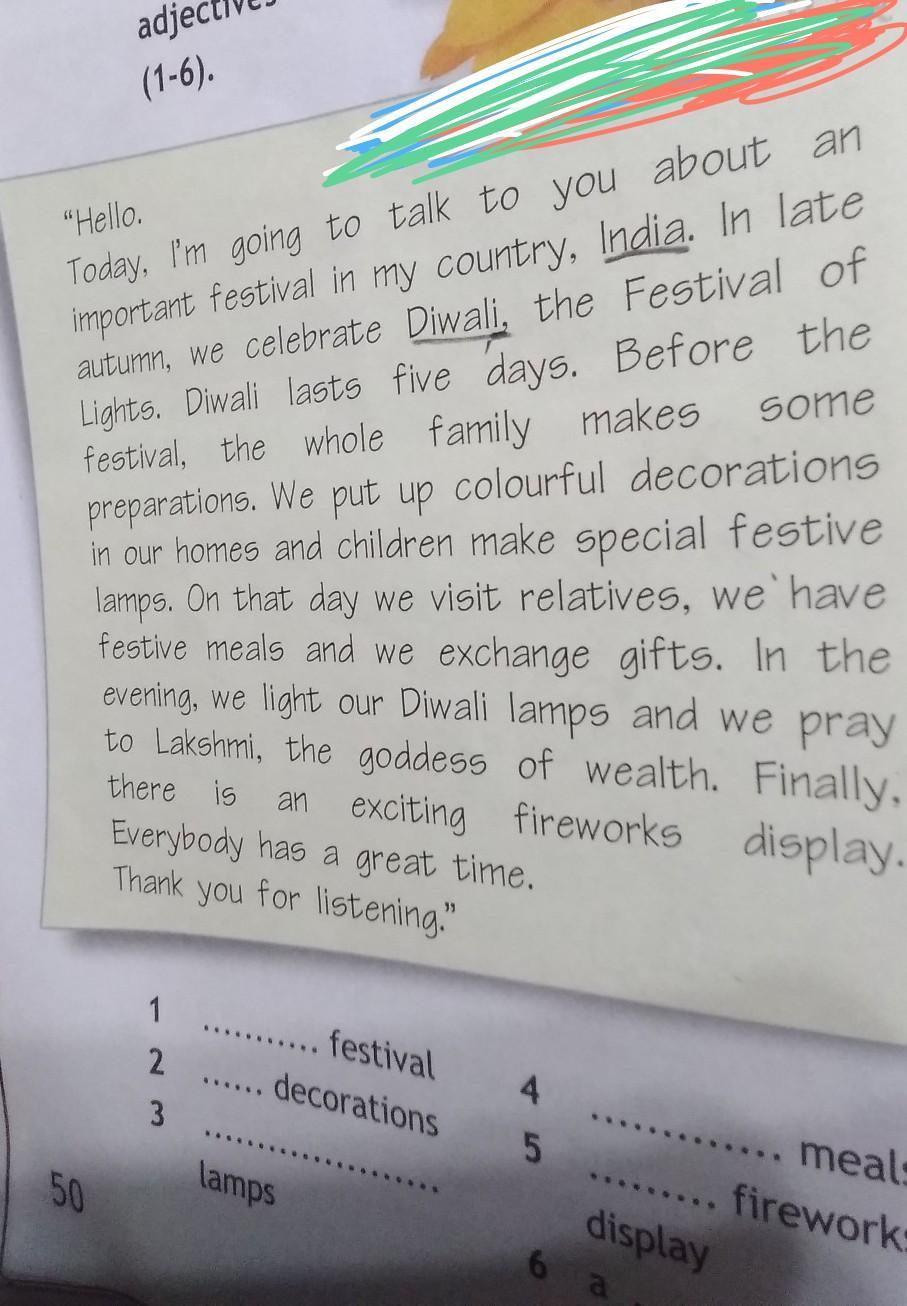 adjectives
(1-6).
"Hello.
Today, I'm going to talk to you about an
important festival in my country, India. In late
autumn, we celebrate Diwali, the Festival of
Lights. Diwali lasts five days. Before the
festival, the whole family makes some
preparations. We put up colourful decorations
in our homes and children make special festive
lamps. On that day we visit relatives, we have
festive meals and we exchange gifts. In the
evening, we light our Diwali lamps and we pray
to Lakshmi, the goddess of wealth. Finally,
there is an exciting fireworks display.
Everybody has a great time.
Thank you for listening."
1 ........... festival
2 ...... decorations
3 ....................
lamps
4 ............. meals
5 ......... fireworks
display
6 a
50